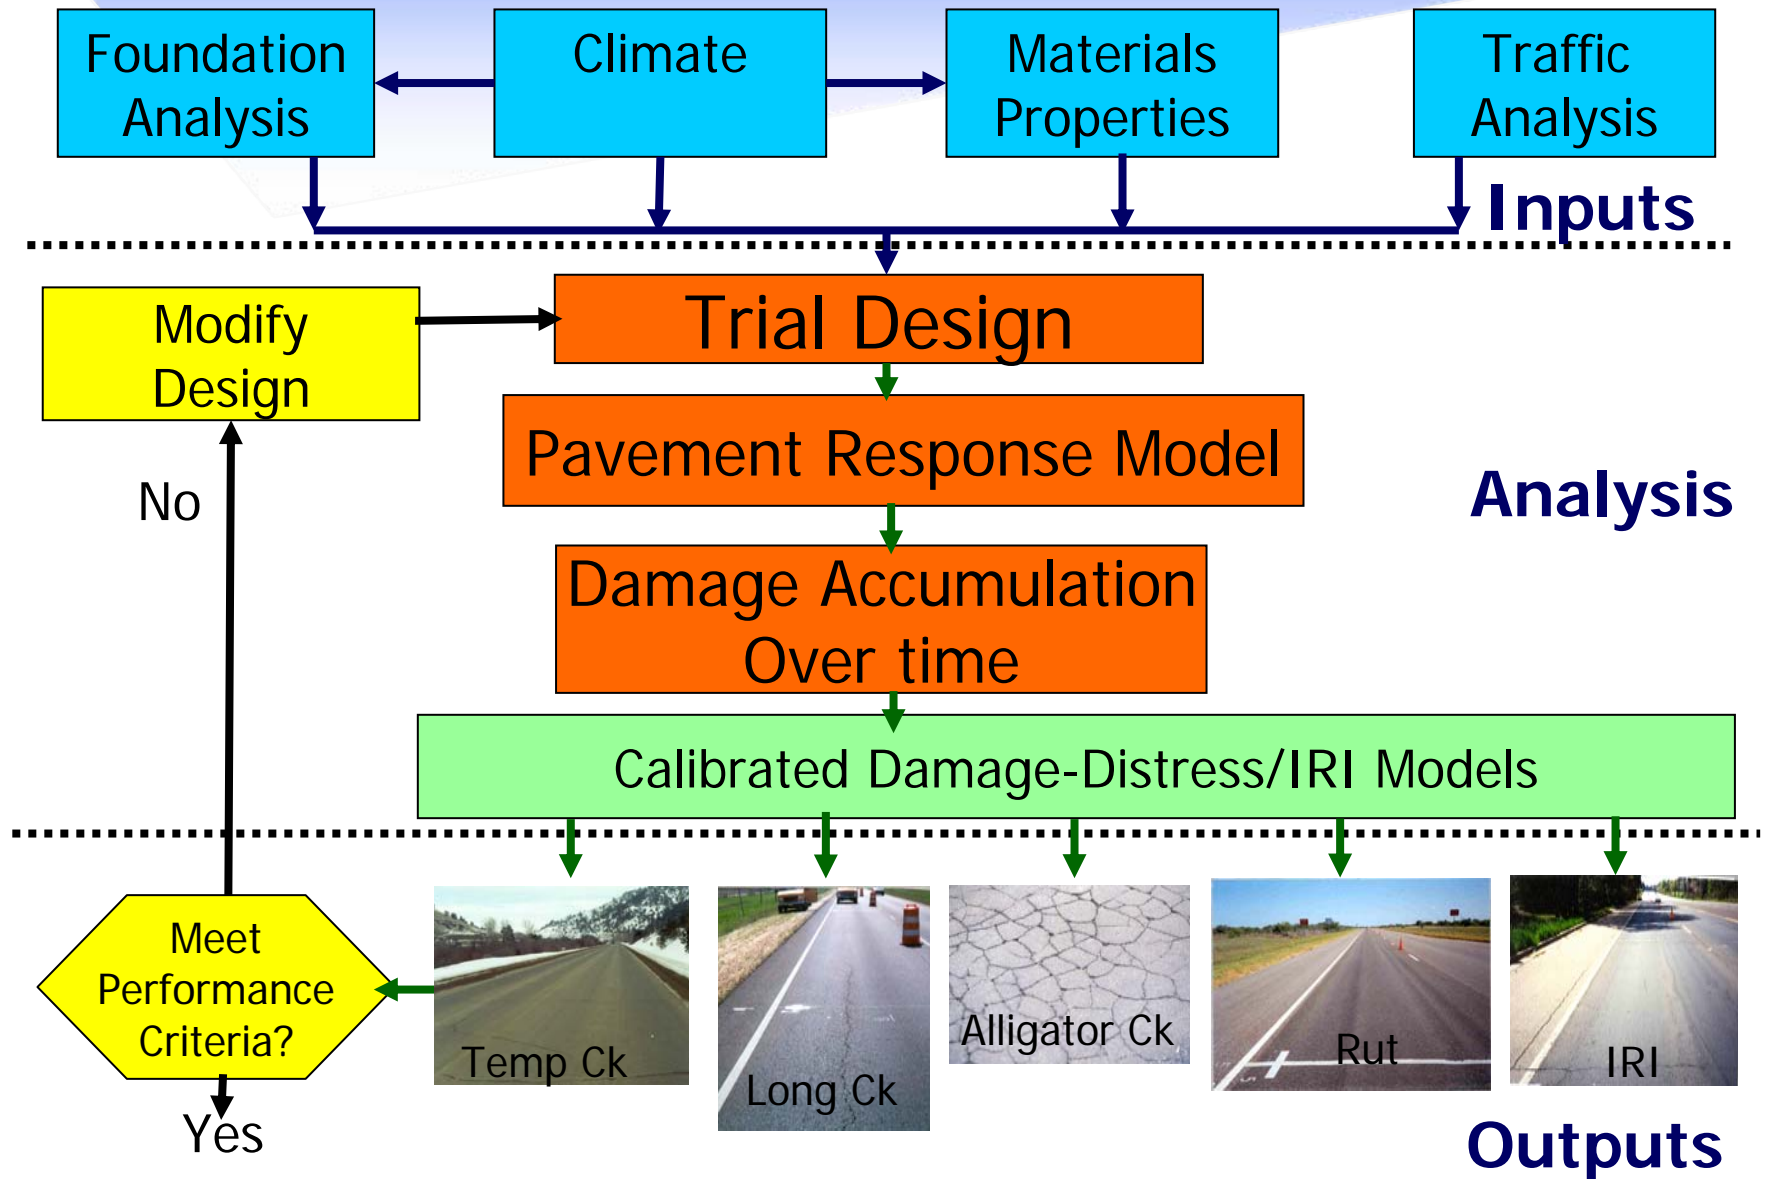 Foundation
Analysis
Climate
Materials
Properties
Traffic
Analysis
Inputs
Modify
Design
Trial Design
Pavement Response Model
No
Analysis
Damage Accumulation
Over time
Calibrated Damage-Distress/IRI Models
Meet
Performance
Criteria?
Yes
Temp Ck
Long Ck
Alligator Ck
Rut
IRI
Outputs